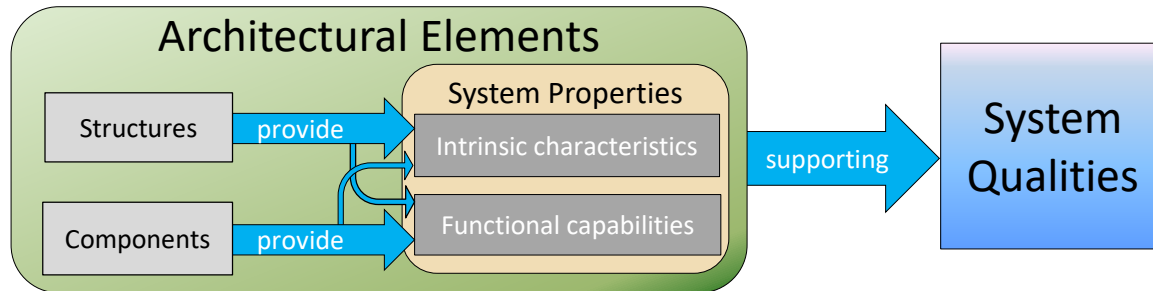 Architectural Elements
System Properties
Structures
provide
Intrinsic characteristics
supporting
System
Qualities
Components
provide
Functional capabilities